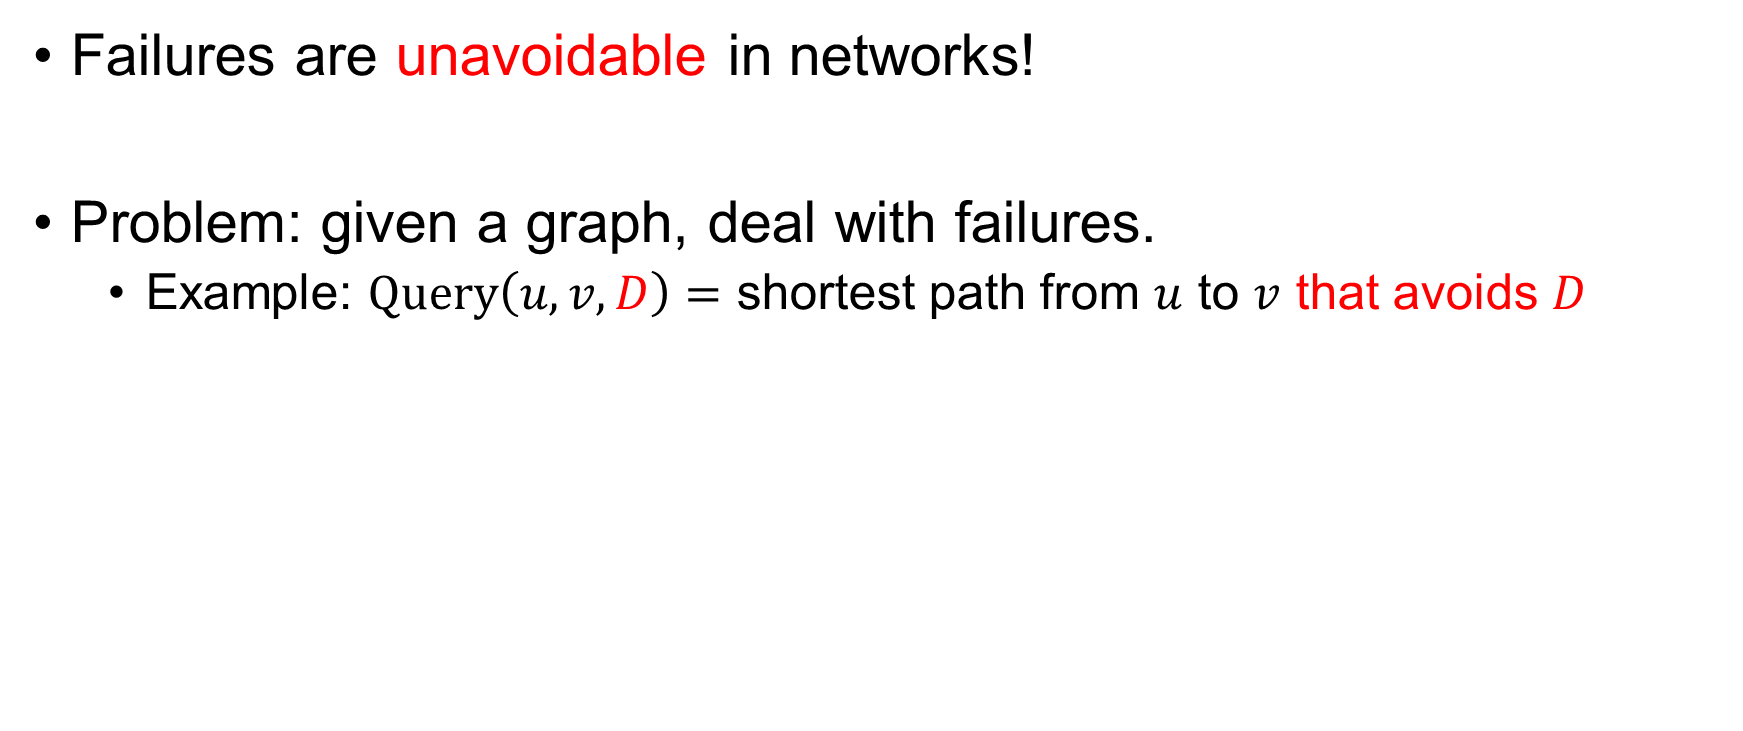 • Failures are unavoidable in networks!
• Problem: given a graph, deal with failures.
• Example: Query(u, v, D) = shortest path from u to v that avoids D